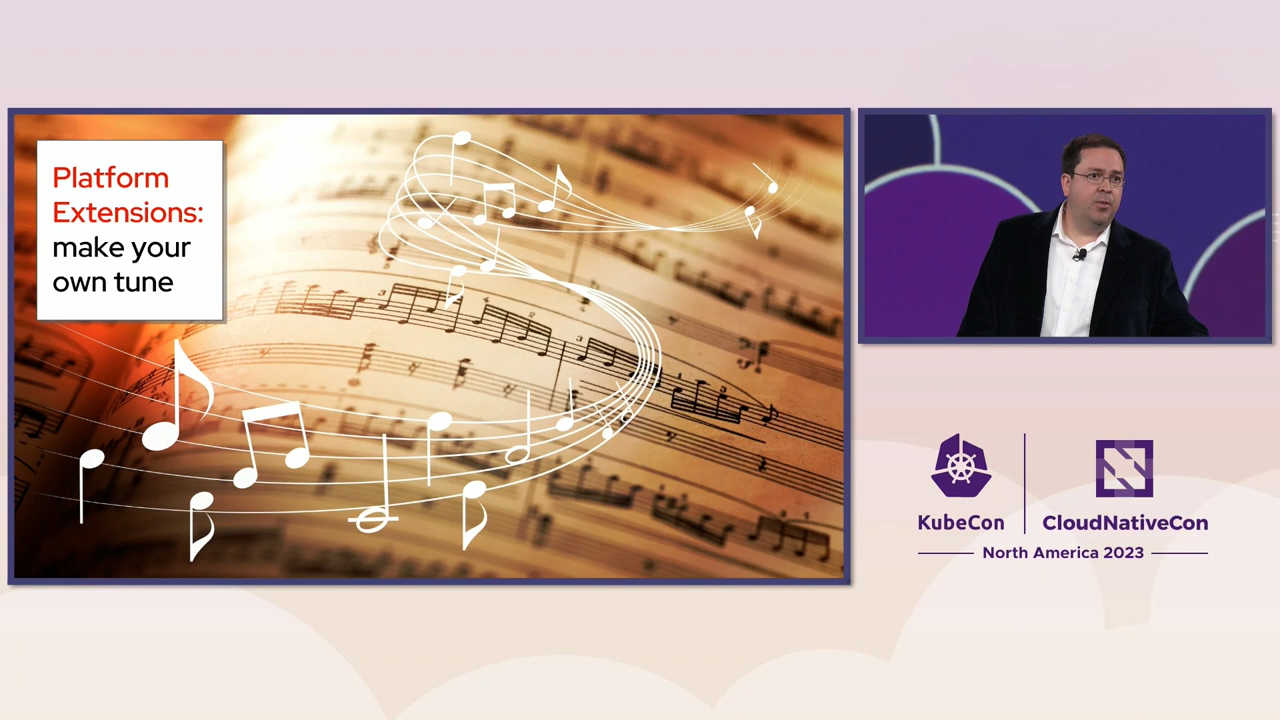 Platform
Extensions:
make your
own tune
KubeCon
CloudNativeCon
North America 2023